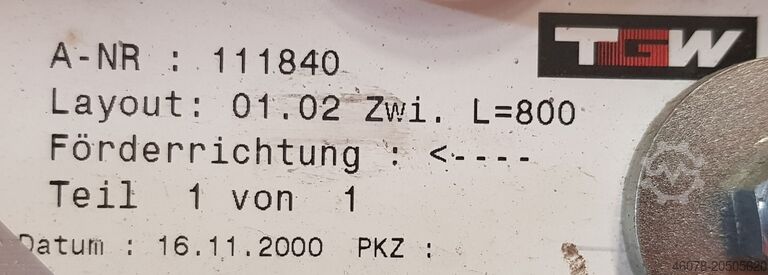 TGW
A-NR : 111840
Layout: 01.02 Zwi. L=800
Förderrichtung : <----
Teil 1 von 1
Datum : 16.11.2000 PKZ :
46078-20505620